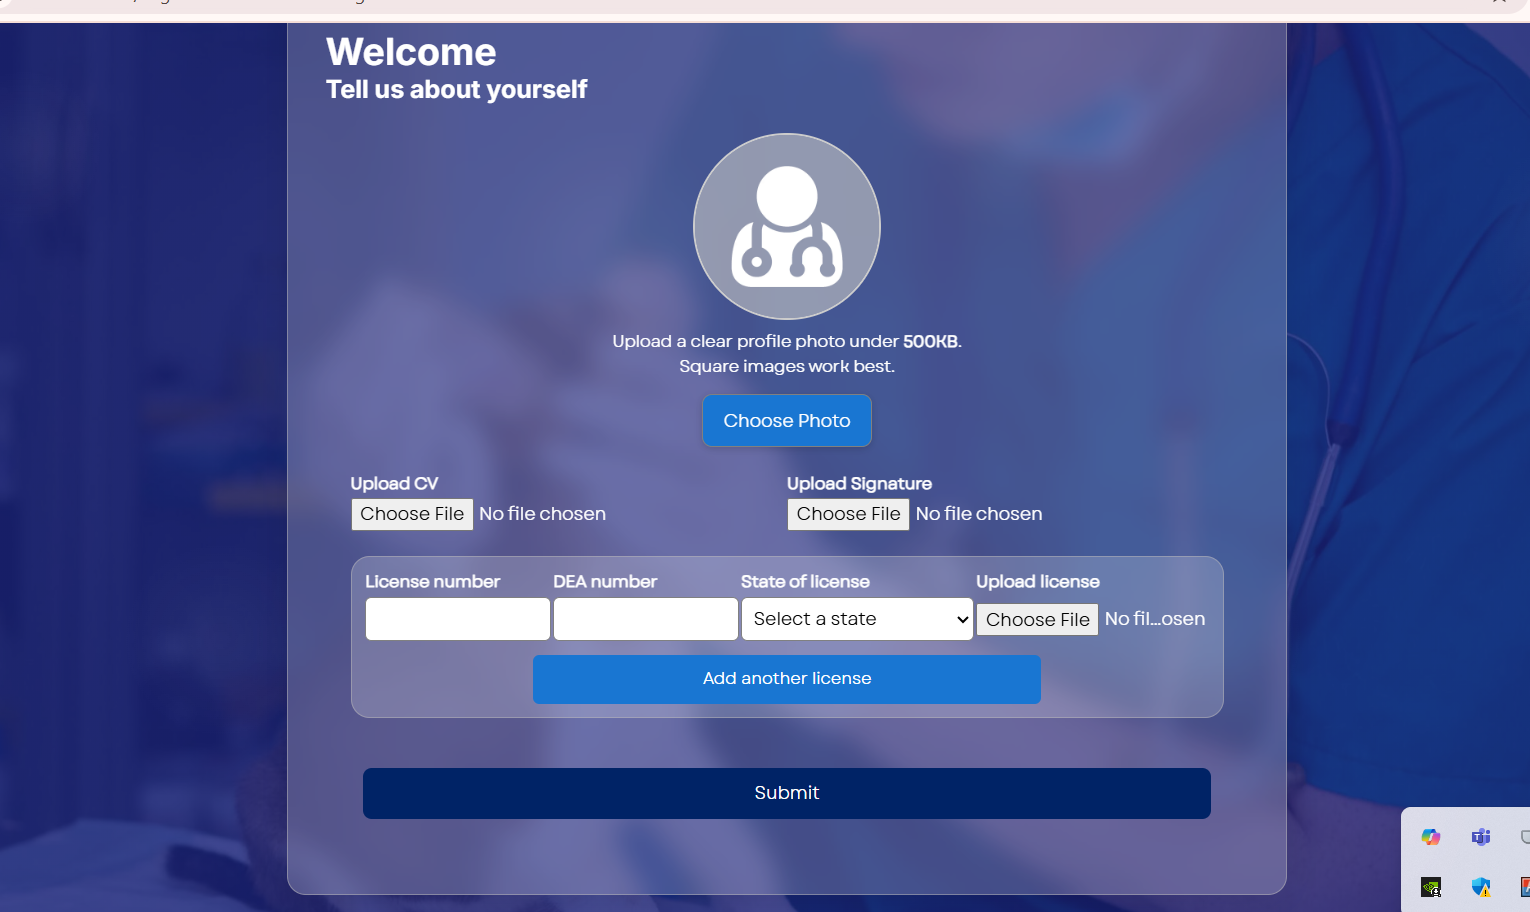 Welcome
Tell us about yourself
Upload a clear profile photo under 500KB.
Square images work best.
Choose Photo
Upload CV
Choose File No file chosen
Upload Signature
Choose File No file chosen
License number
DEA number
State of license
Select a state
Upload license
Choose File No fil...osen
Add another license
Submit